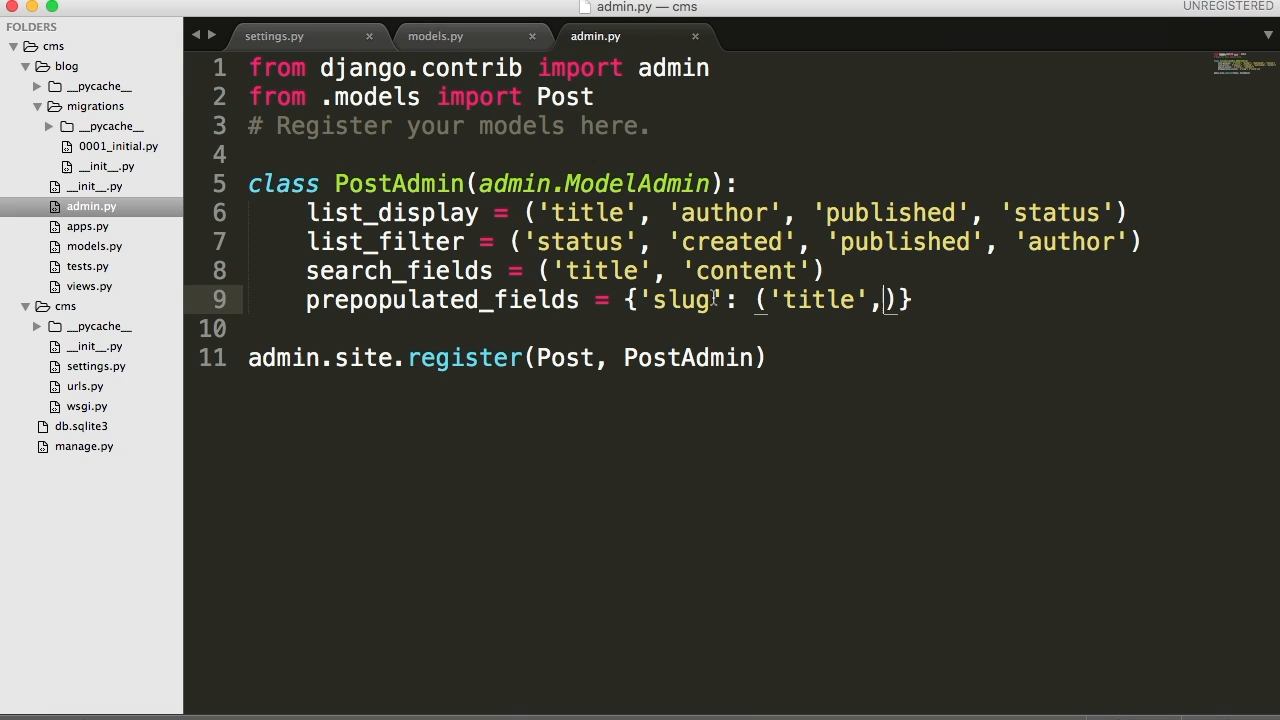 admin.py — cms
UNREGISTERED
FOLDERS
cms
blog
__pycache__
migrations
__pycache__
0001_initial.py
__init__.py
__init__.py
admin.py
apps.py
models.py
tests.py
views.py
cms
__pycache__
__init__.py
settings.py
urls.py
wsgi.py
db.sqlite3
manage.py
settings.py × models.py × admin.py ×
1 from django.contrib import admin
2 from .models import Post
3 # Register your models here.
4
5 class PostAdmin(admin.ModelAdmin):
6     list_display = ('title', 'author', 'published', 'status')
7     list_filter = ('status', 'created', 'published', 'author')
8     search_fields = ('title', 'content')
9     prepopulated_fields = {'slug': ('title',)}
10
11 admin.site.register(Post, PostAdmin)